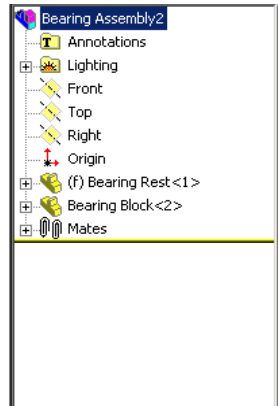 Bearing Assembly2
Annotations
Lighting
Front
Top
Right
Origin
(f) Bearing Rest<1>
Bearing Block<2>
Mates